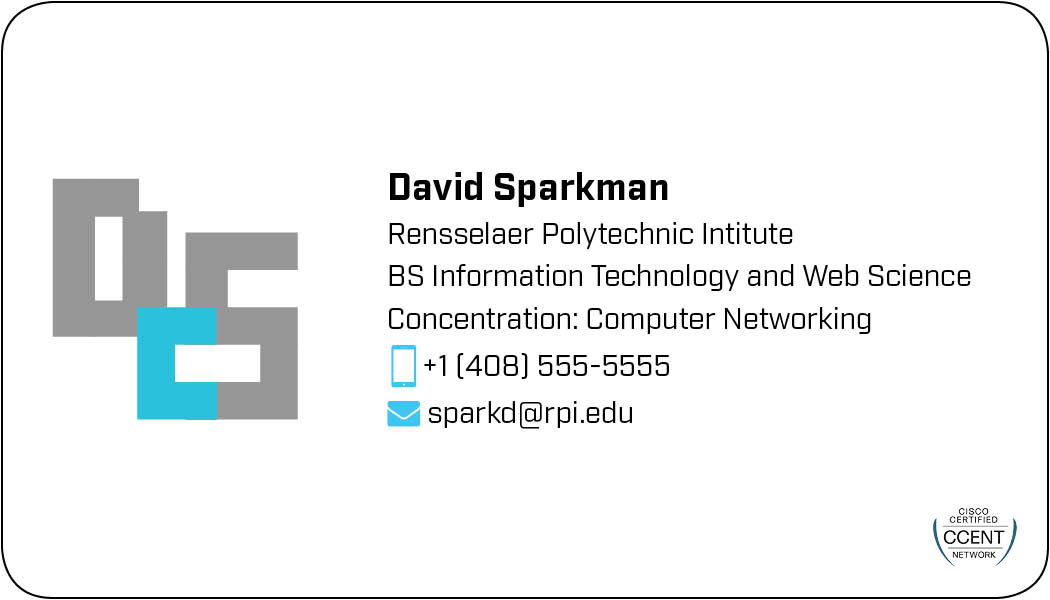 David Sparkman
Rensselaer Polytechnic Intitute
BS Information Technology and Web Science
Concentration: Computer Networking
+1 (408) 555-5555
sparkd@rpi.edu
CISCO
CERTIFIED
CCENT
NETWORK